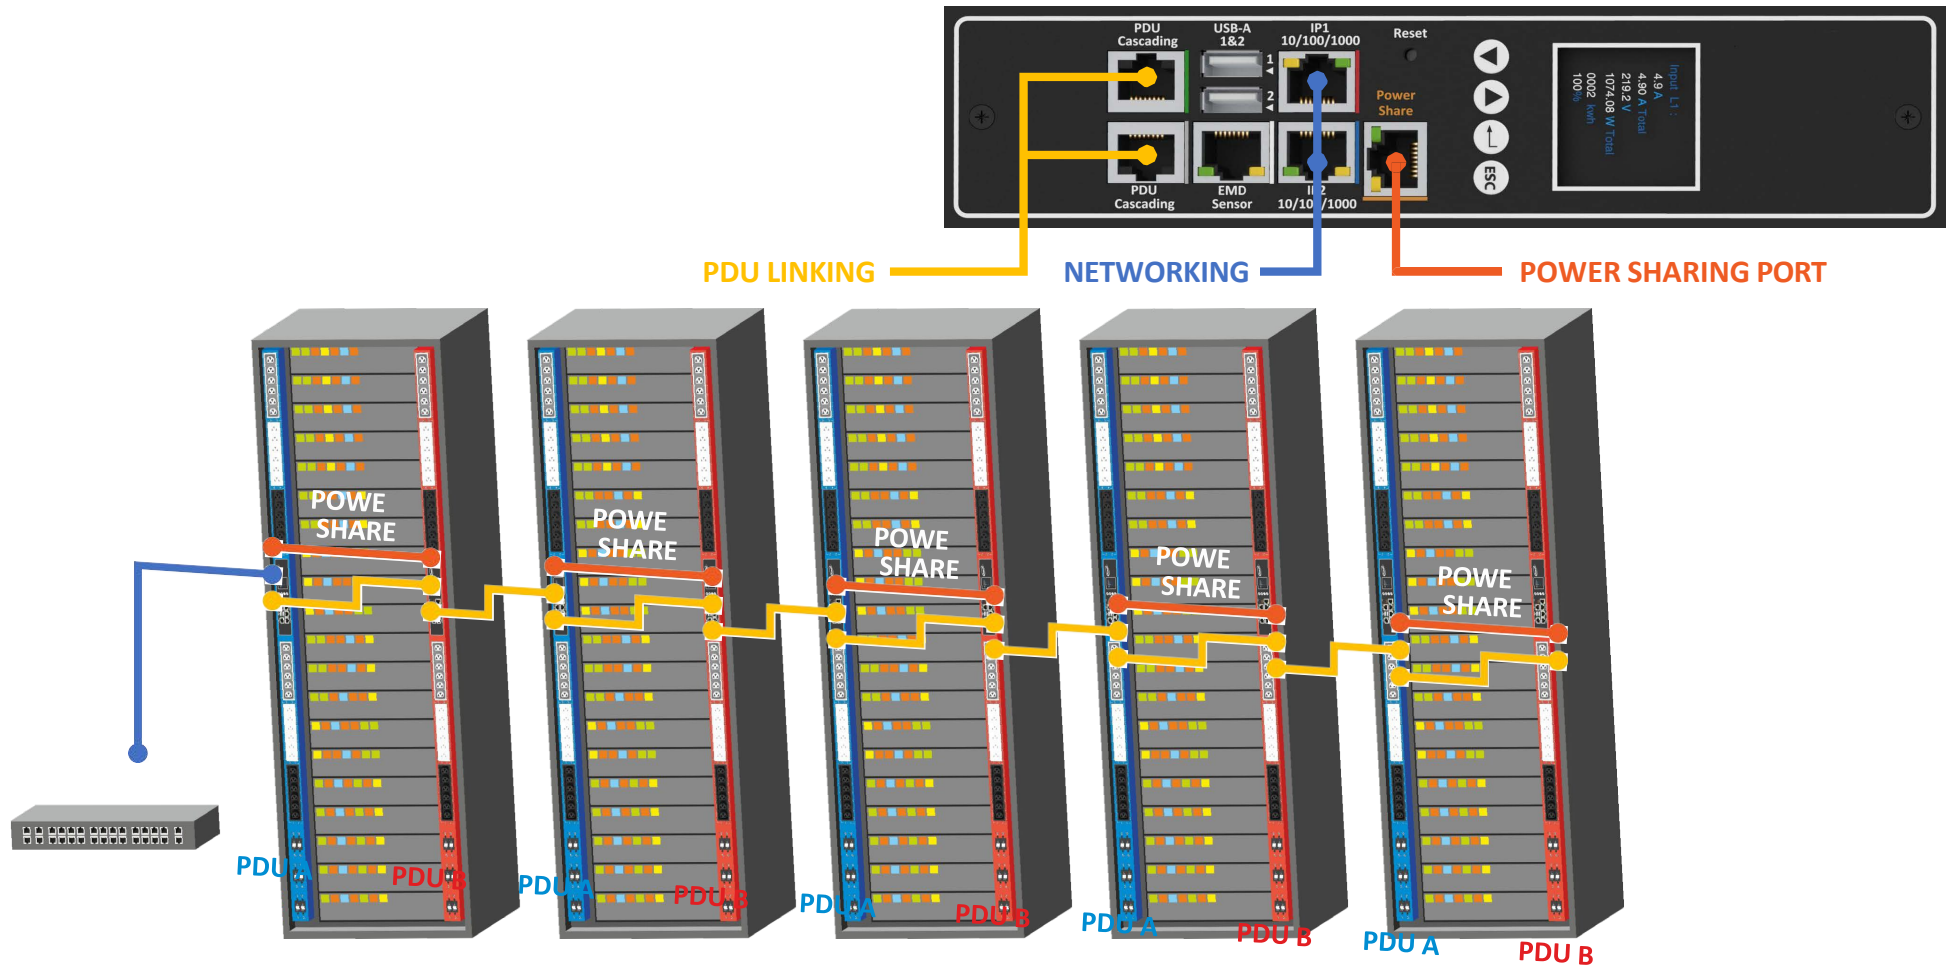 PDU
Cascading
USB-A
1&2
IP1
10/100/1000
Reset
1
2
Power
Share
PDU
Cascading
EMD
Sensor
IP2
10/100/1000
ESC
Input L1 :
4.9 A
4.90 A Total
219.2 V
1074.08 W Total
0002 kwh
100%
PDU LINKING
NETWORKING
POWER SHARING PORT
POWE
SHARE
POWE
SHARE
POWE
SHARE
POWE
SHARE
POWE
SHARE
PDU A
PDU B
PDU A
PDU B
PDU A
PDU B
PDU A
PDU B
PDU A
PDU B